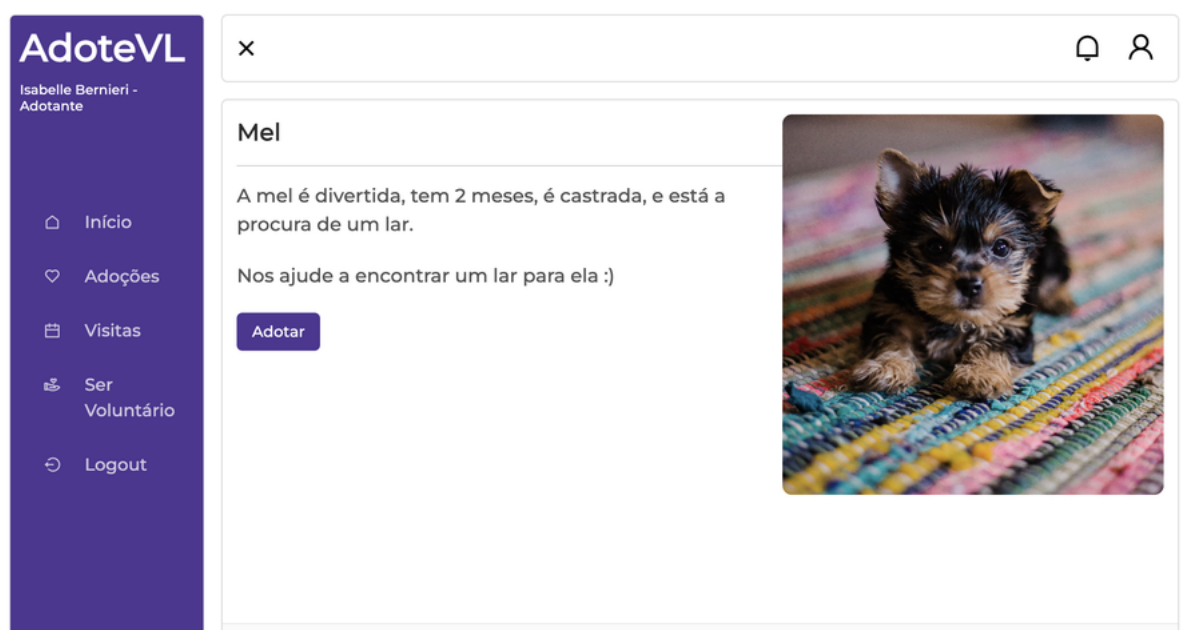 AdoteVL
Isabelle Bernieri -
Adotante
Início
Adoções
Visitas
Ser
Voluntário
Logout
Mel
A mel é divertida, tem 2 meses, é castrada, e está a
procura de um lar.
Nos ajude a encontrar um lar para ela :)
Adotar